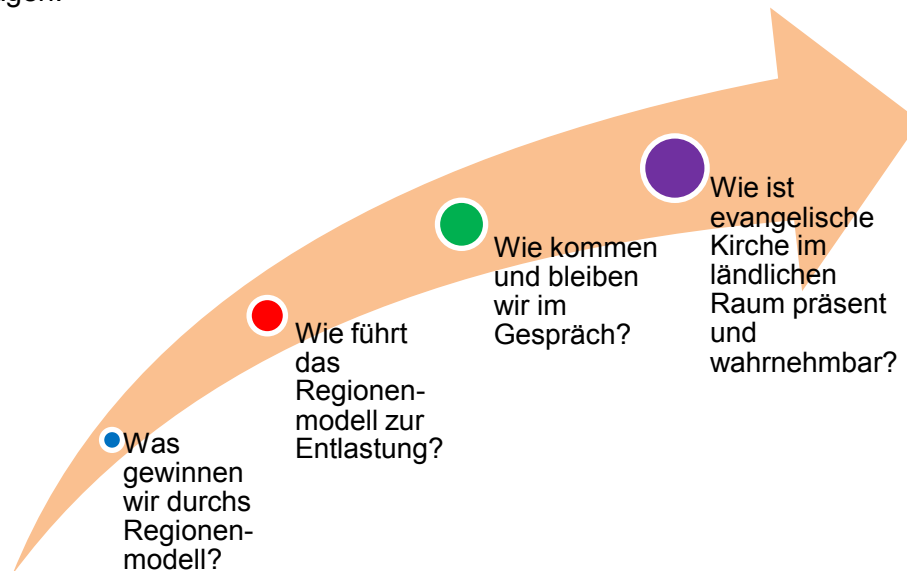 Was
gewinnen
wir durchs
Regionen-
modell?
Wie führt
das
Regionen-
modell zur
Entlastung?
Wie kommen
und bleiben
wir im
Gespräch?
Wie ist
evangelische
Kirche im
ländlichen
Raum präsent
und
wahrnehmbar?